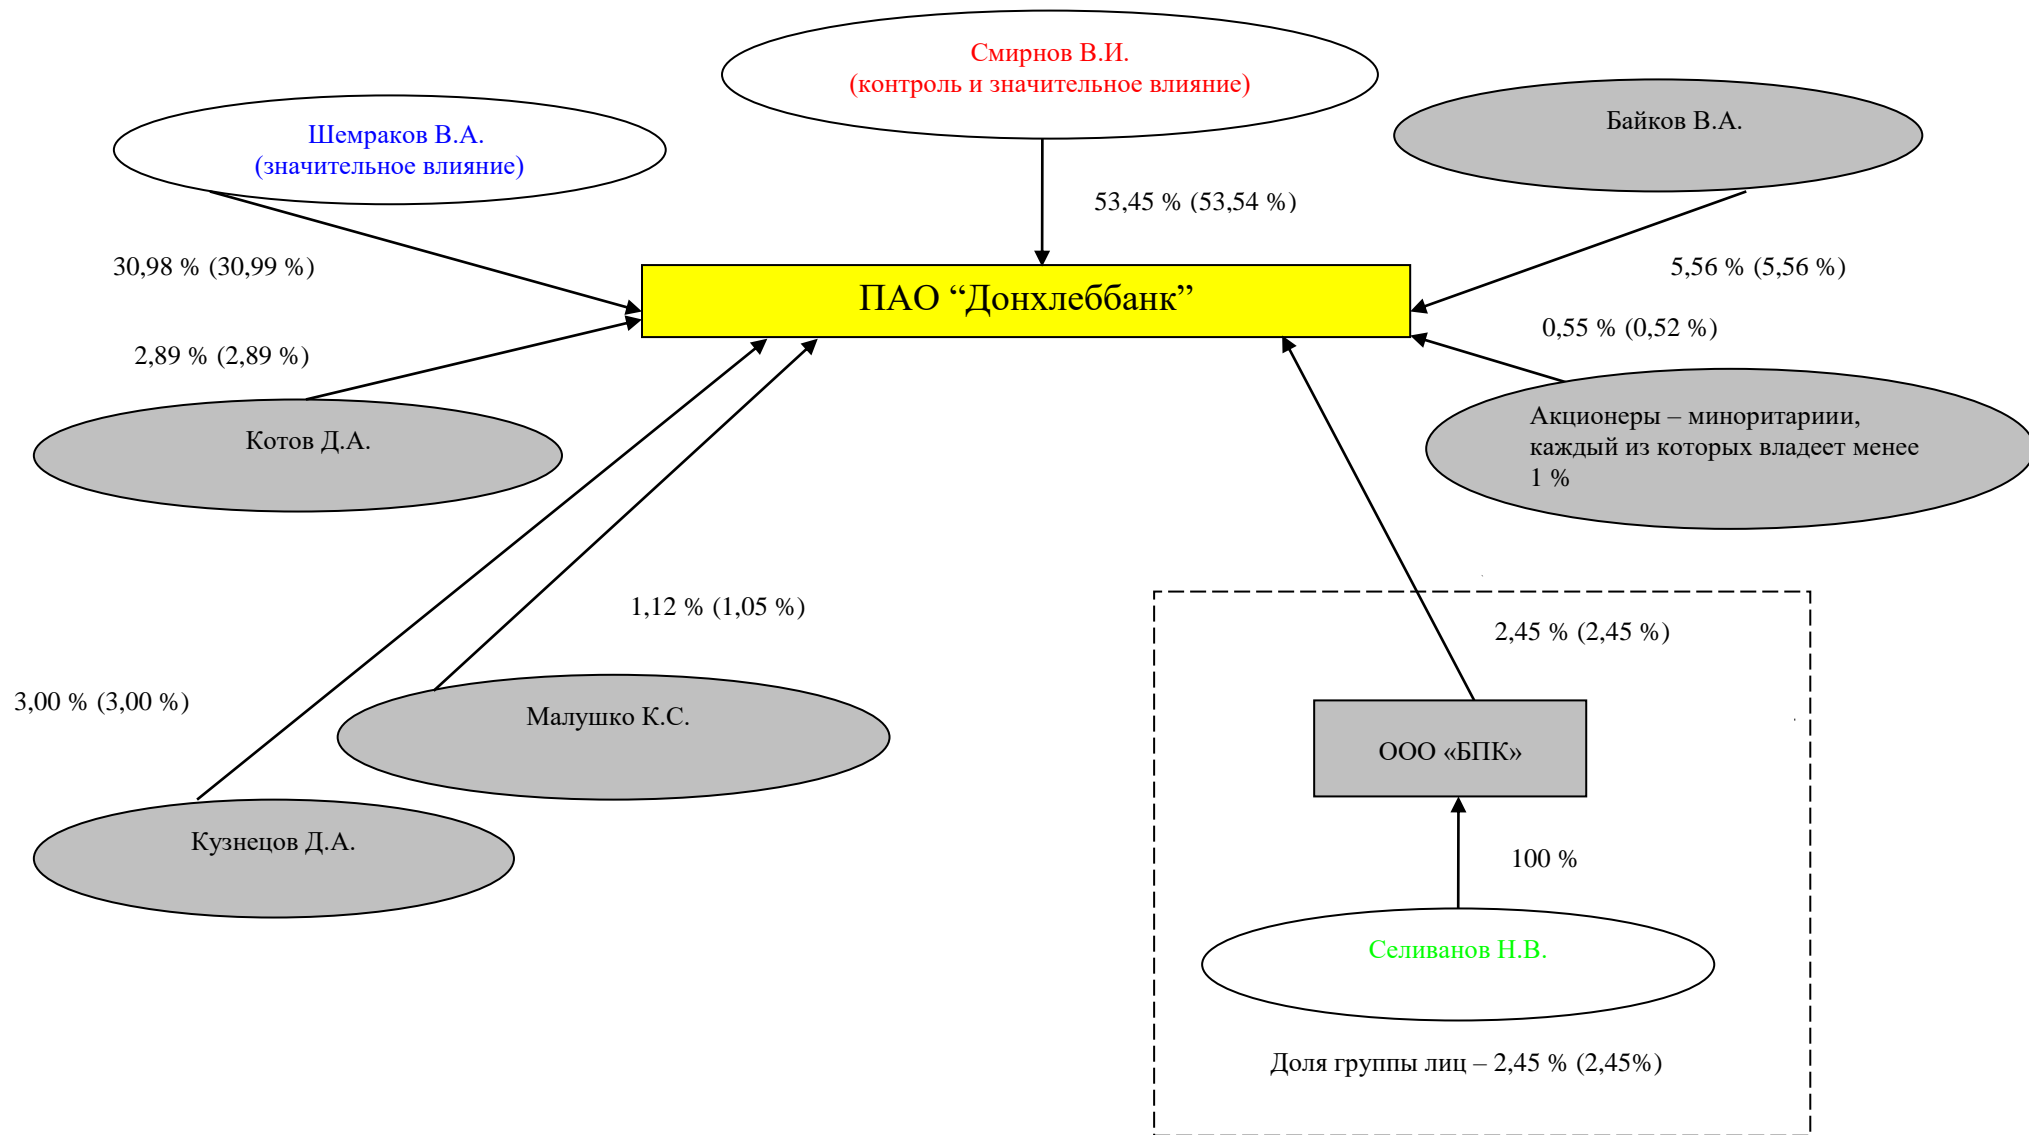 Смирнов В.И.
(контроль и значительное влияние)
Шемраков В.А.
(значительное влияние)
Байков В.А.
53,45 % (53,54 %)
30,98 % (30,99 %)
5,56 % (5,56 %)
ПАО “Донхлеббанк”
0,55 % (0,52 %)
2,89 % (2,89 %)
Котов Д.А.
Акционеры – миноритариии,
каждый из которых владеет менее
1 %
1,12 % (1,05 %)
2,45 % (2,45 %)
3,00 % (3,00 %)
Малушко К.С.
ООО «БПК»
Кузнецов Д.А.
100 %
Селиванов Н.В.
Доля группы лиц – 2,45 % (2,45%)